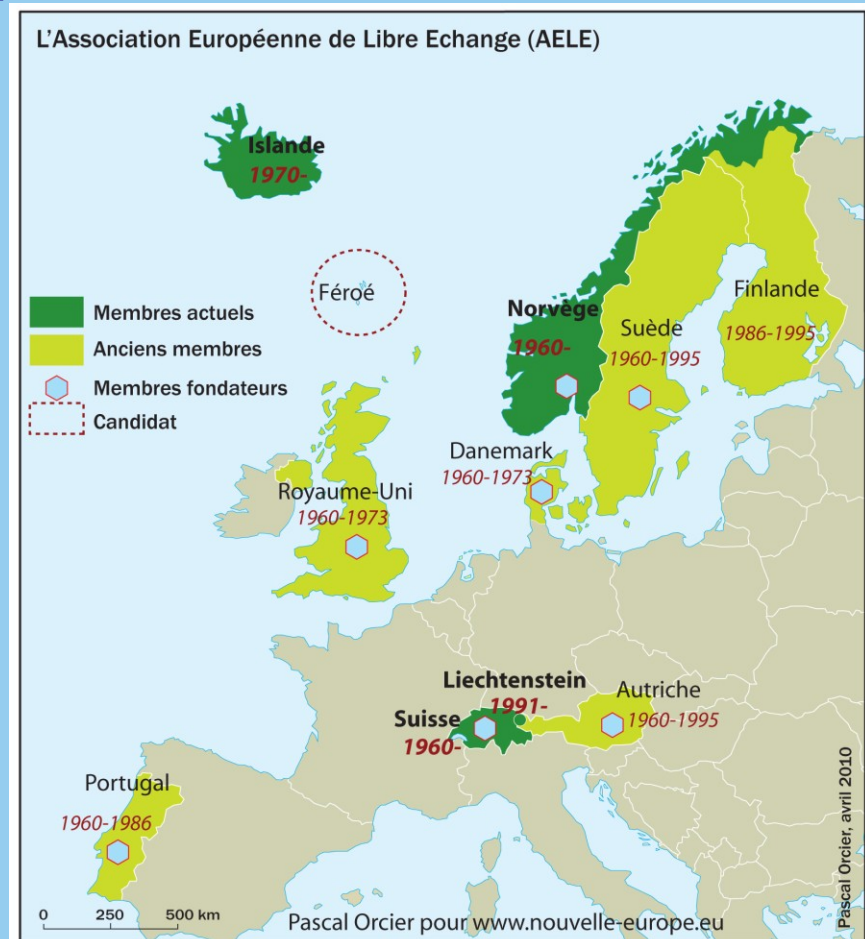 L'Association Européenne de Libre Echange (AELE)
Islande
1970-
Féroé
Membres actuels
Anciens membres
Membres fondateurs
Candidat
Norvège
1960-
Suède
1960-1995
Finlande
1986-1995
Danemark
1960-1973
Royaume-Uni
1960-1973
Liechtenstein
1991-
Suisse
1960-
Autriche
1960-1995
Portugal
1960-1986
0 250 500 km
Pascal Orcier pour www.nouvelle-europe.eu
Pascal Orcier, avril 2010